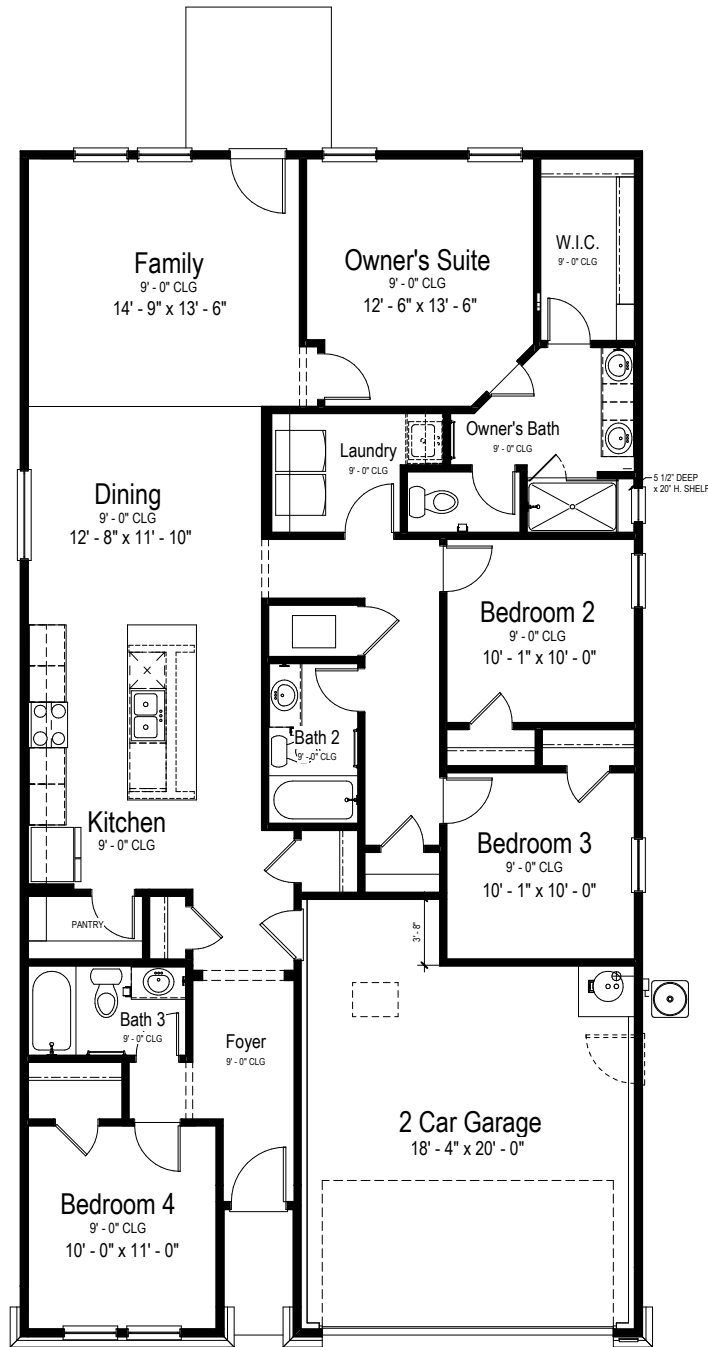 Family
9' - 0" CLG
14' - 9" x 13' - 6"
Owner's Suite
9' - 0" CLG
12' - 6" x 13' - 6"
W.I.C.
9' - 0" CLG
Laundry
9' - 0" CLG
Owner's Bath
9' - 0" CLG
5 1/2" DEEP
x 20" H. SHELF
Dining
9' - 0" CLG
12' - 8" x 11' - 10"
Bedroom 2
9' - 0" CLG
10' - 1" x 10' - 0"
Bath 2
9' - 0" CLG
Kitchen
9' - 0" CLG
Bedroom 3
9' - 0" CLG
10' - 1" x 10' - 0"
PANTRY
3' - 8"
Bath 3
9' - 0" CLG
Foyer
9' - 0" CLG
2 Car Garage
18' - 4" x 20' - 0"
Bedroom 4
9' - 0" CLG
10' - 0" x 11' - 0"